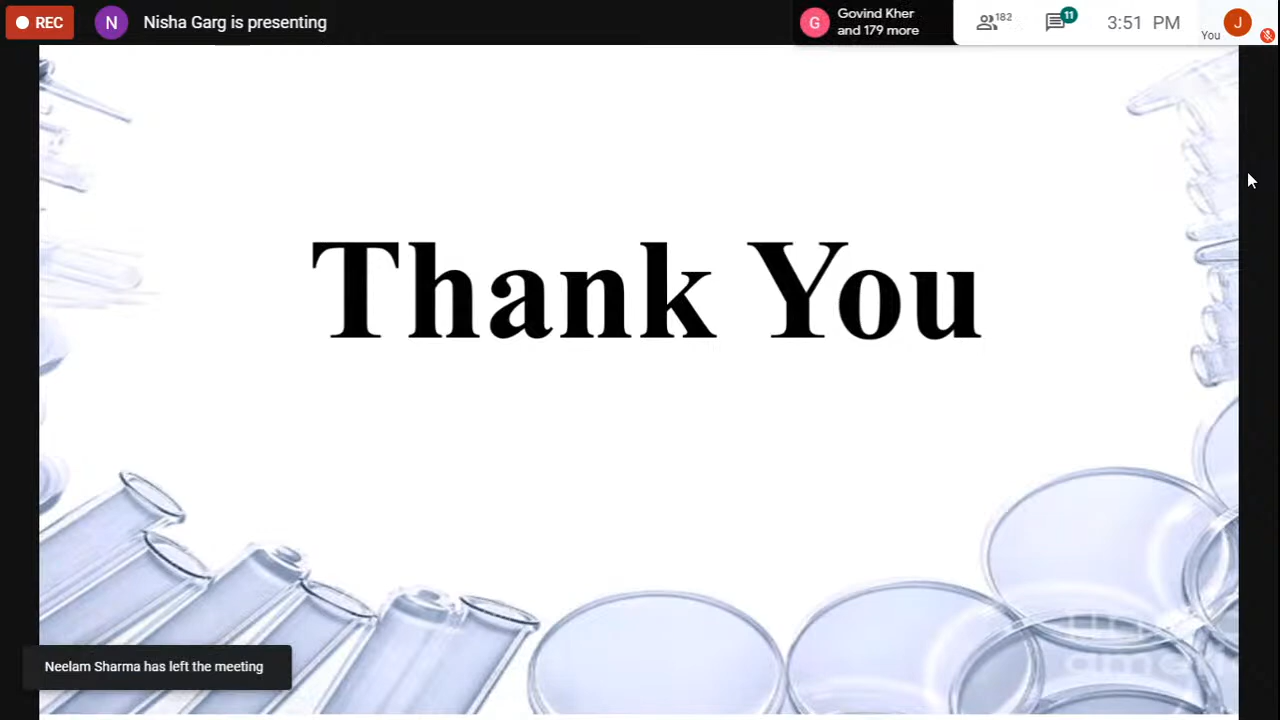 REC
N
Nisha Garg is presenting
G
Govind Kher
and 179 more
182
11
3:51 PM
You
J
Thank You
Neelam Sharma has left the meeting